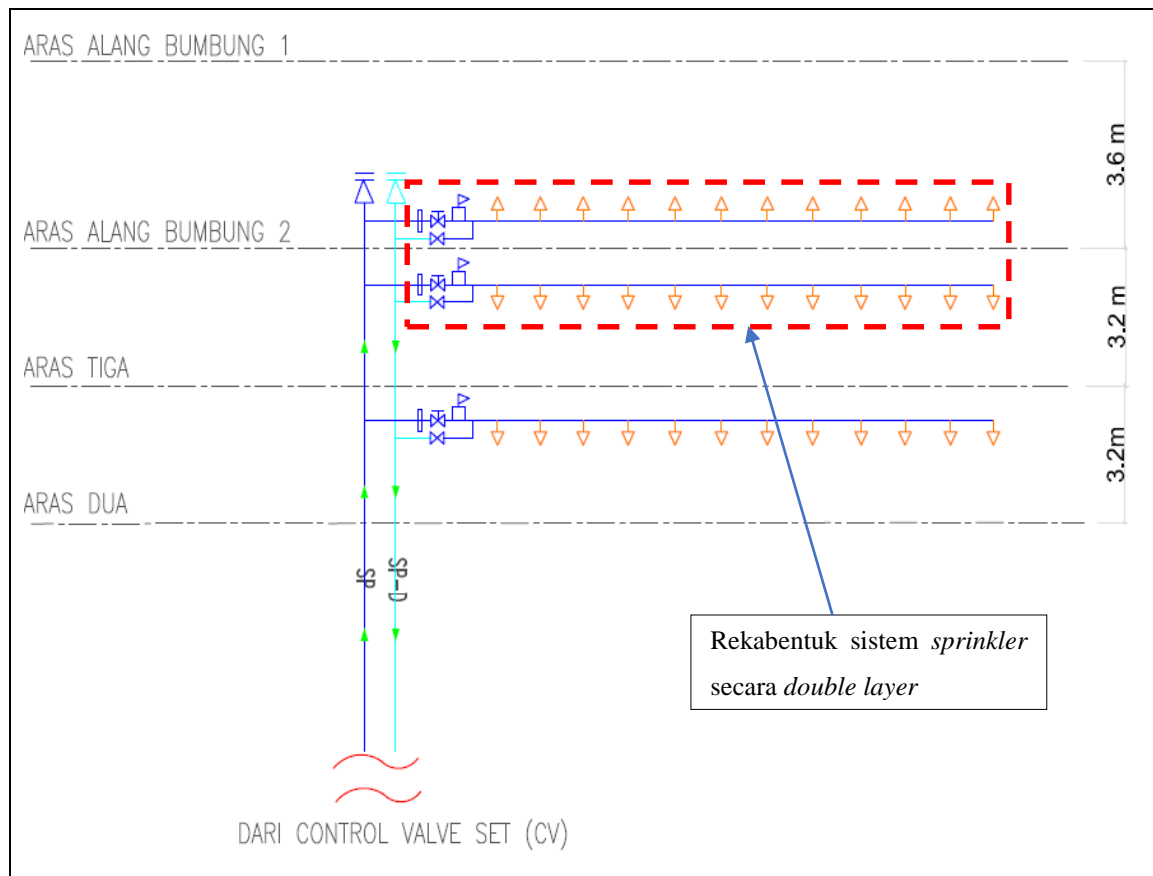 ARAS ALANG BUMBUNG 1
3.6 m
ARAS ALANG BUMBUNG 2
3.2 m
ARAS TIGA
3.2m
ARAS DUA
SP
SP-D
Rekabentuk sistem sprinkler
secara double layer
DARI CONTROL VALVE SET (CV)